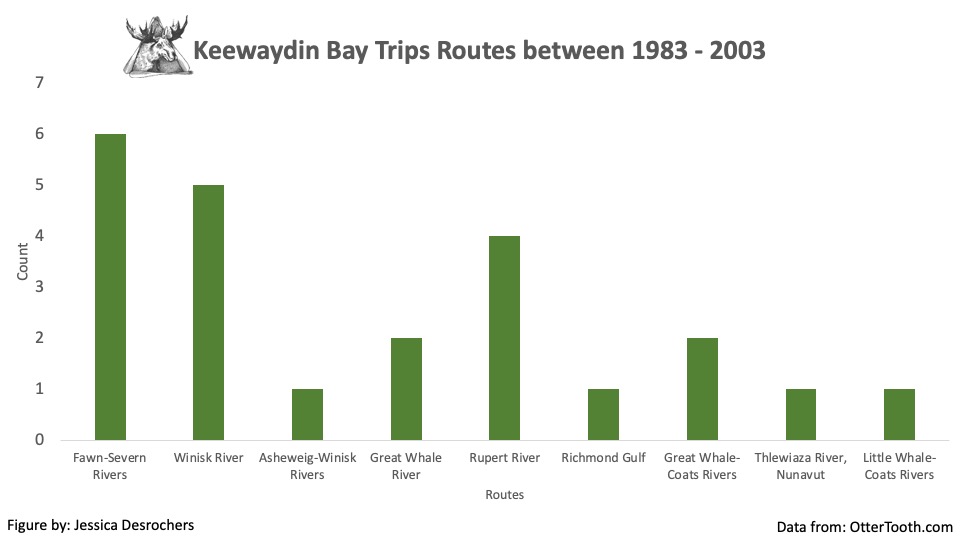 Keewaydin Bay Trips Routes between 1983 - 2003
7
6
5
4
3
2
1
0
Count
Fawn-Severn
Rivers
Winisk River
Asheweig-Winisk
Rivers
Great Whale
River
Rupert River
Richmond Gulf
Great Whale-
Coats Rivers
Thlewiaza River,
Nunavut
Little Whale-
Coats Rivers
Routes
Figure by: Jessica Desrochers
Data from: OtterTooth.com